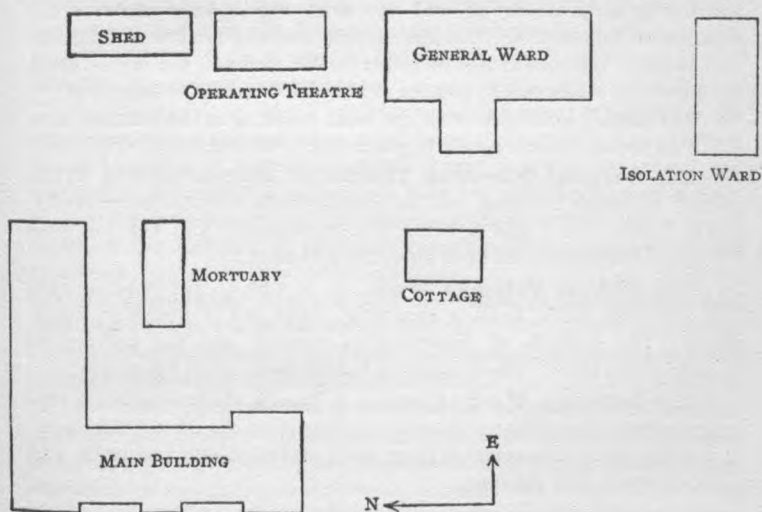 SHED
GENERAL WARD
OPERATING THEATRE
ISOLATION WARD
MORTUARY
COTTAGE
MAIN BUILDING
E
N